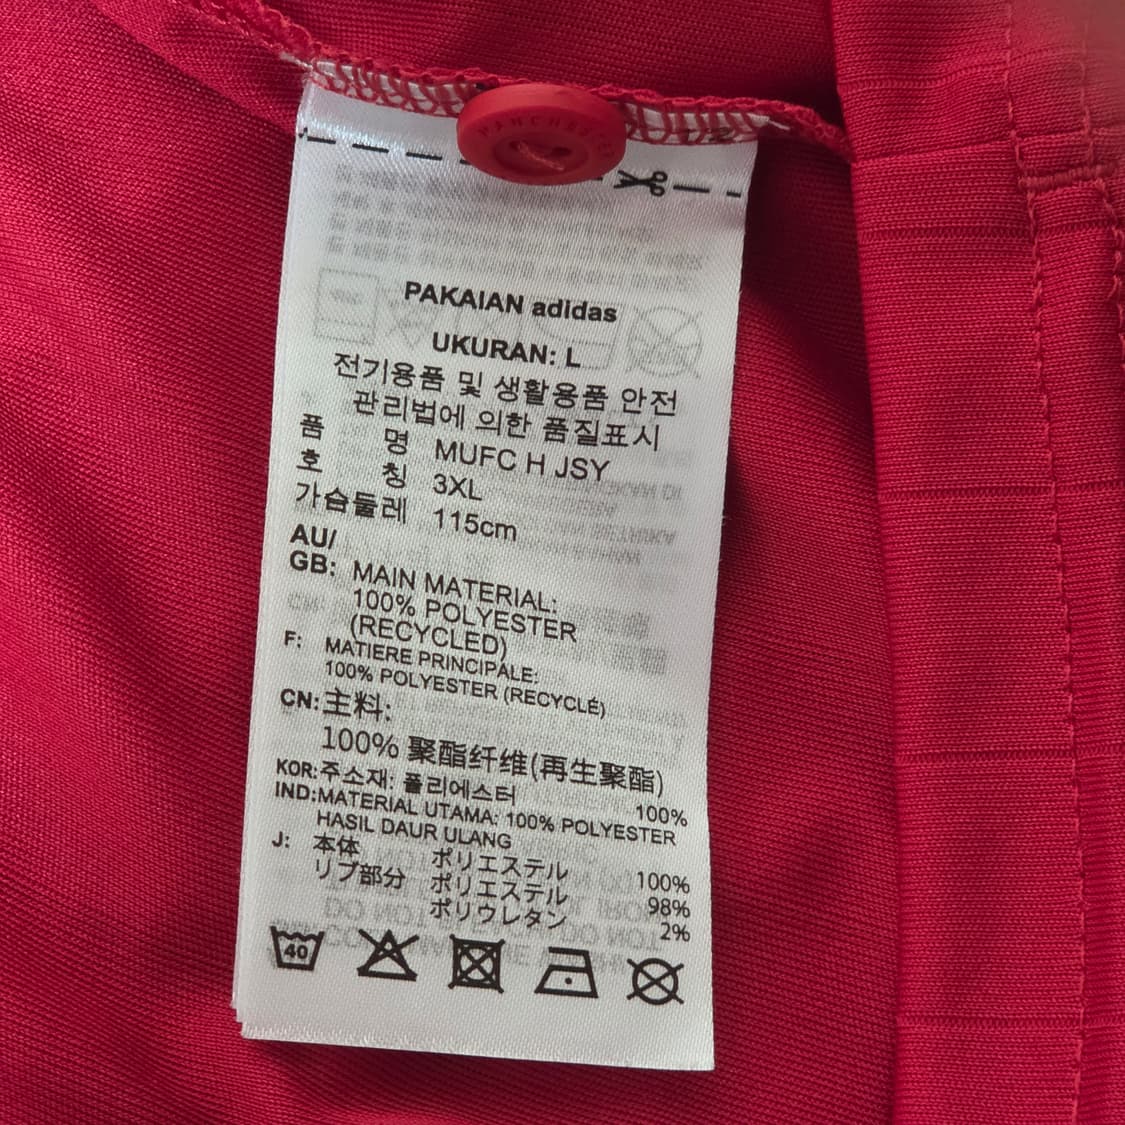 PAKAIAN adidas
UKURAN: L
전기용품 및 생활용품 안전
관리법에 의한 품질표시
품 명 MUFC H JSY
호 칭 3XL
가슴둘레 115cm
AU/
GB: MAIN MATERIAL:
100% POLYESTER
(RECYCLED)
F: MATIERE PRINCIPALE:
100% POLYESTER (RECYCLÉ)
CN:主料:
100% 聚酯纤维(再生聚酯)
KOR:주소재: 폴리에스터 100%
IND:MATERIAL UTAMA: 100% POLYESTER
HASIL DAUR ULANG
J: 本体 ポリエステル 100%
リブ部分 ポリエステル 98%
ポリウレタン 2%
40